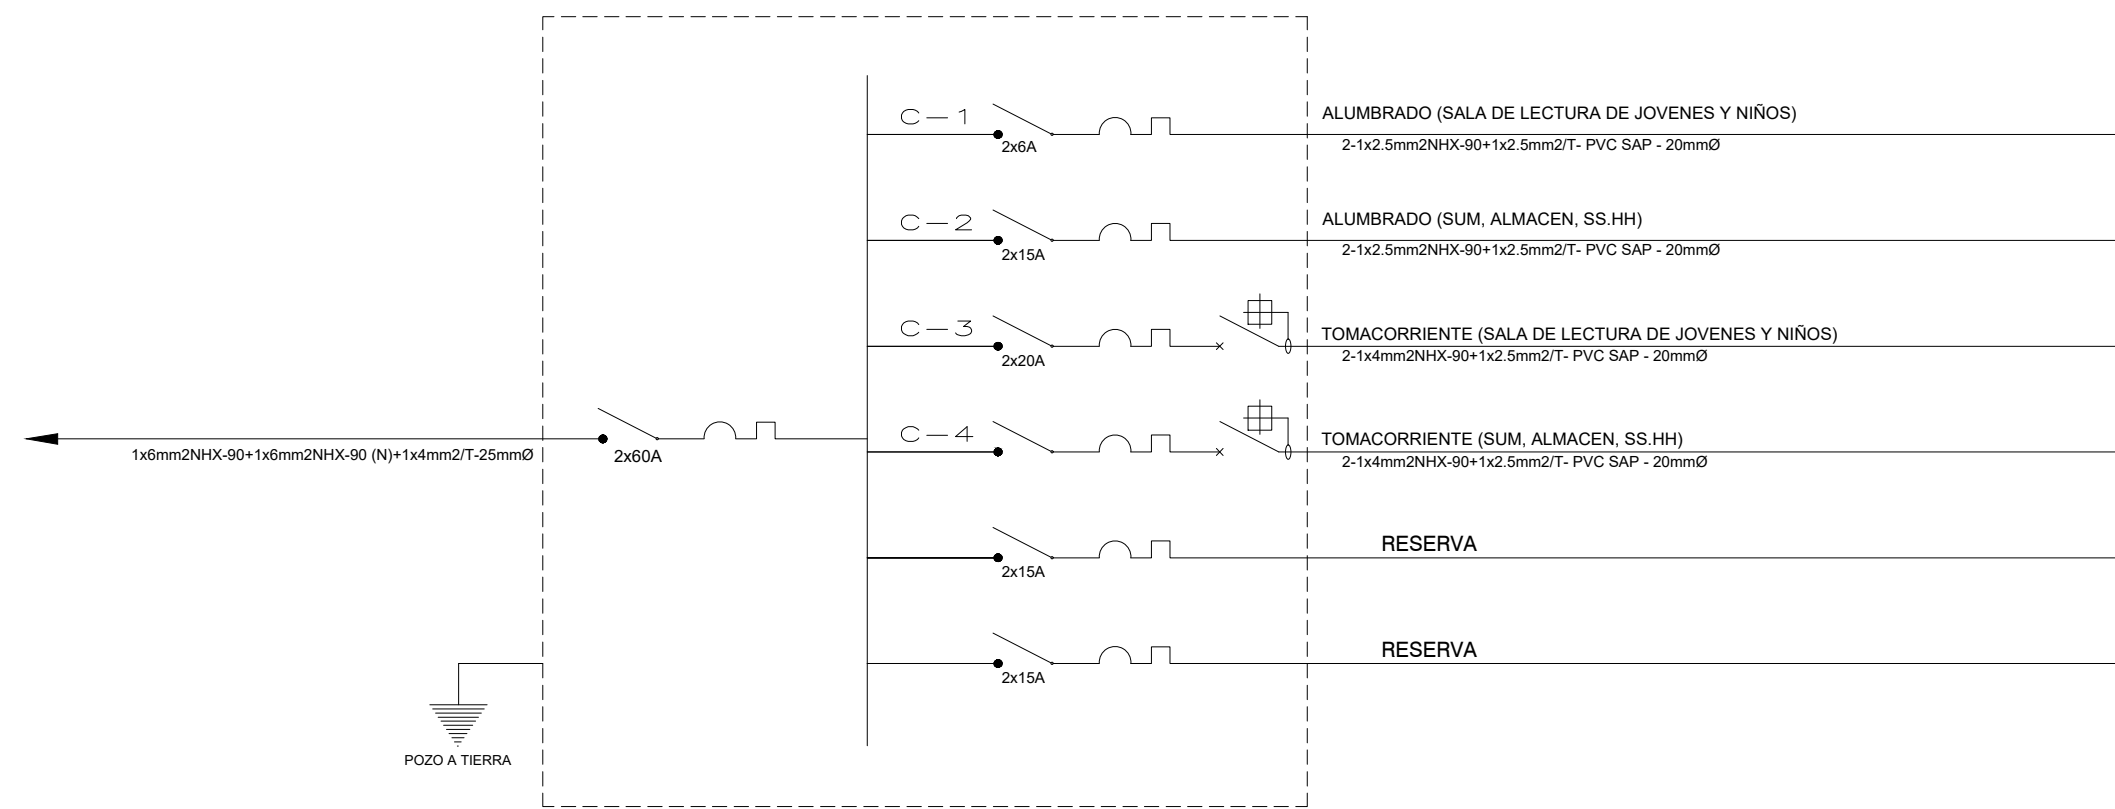 C-1
ALUMBRADO (SALA DE LECTURA DE JOVENES Y NIÑOS)
2x6A
2-1x2.5mm2NHX-90+1x2.5mm2/T- PVC SAP - 20mmØ
C-2
ALUMBRADO (SUM, ALMACEN, SS.HH)
2x15A
2-1x2.5mm2NHX-90+1x2.5mm2/T- PVC SAP - 20mmØ
C-3
TOMACORRIENTE (SALA DE LECTURA DE JOVENES Y NIÑOS)
2x20A
2-1x4mm2NHX-90+1x2.5mm2/T- PVC SAP - 20mmØ
C-4
TOMACORRIENTE (SUM, ALMACEN, SS.HH)
2-1x4mm2NHX-90+1x2.5mm2/T- PVC SAP - 20mmØ
1x6mm2NHX-90+1x6mm2NHX-90 (N)+1x4mm2/T-25mmØ
2x60A
RESERVA
2x15A
RESERVA
2x15A
POZO A TIERRA